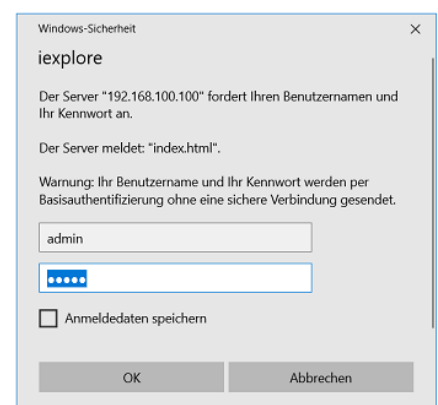 Windows-Sicherheit
iexplore
Der Server "192.168.100.100" fordert Ihren Benutzernamen und
Ihr Kennwort an.
Der Server meldet: "index.html".
Warnung: Ihr Benutzername und Ihr Kennwort werden per
Basisauthentifizierung ohne eine sichere Verbindung gesendet.
admin
•••••
Anmeldedaten speichern
OK Abbrechen